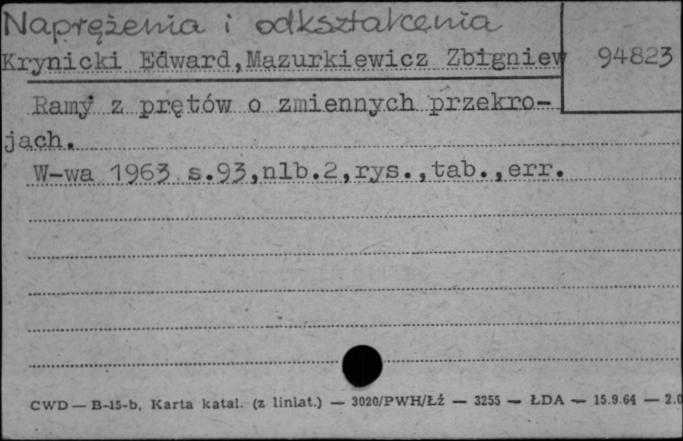 Naprężenia i odkształcenia
Krynicki Edward,Mazurkiewicz Zbigniew
94823
Ramy z prętów o zmiennych przekro-
jach.
W-wa 1963 s.93,nlb.2,rys.,tab.,err.
CWD — B-15-b, Karta katal. (z liniat.) — 3020/PWH/Łź — 3255 — ŁDA — 15.9.64 — 2.0